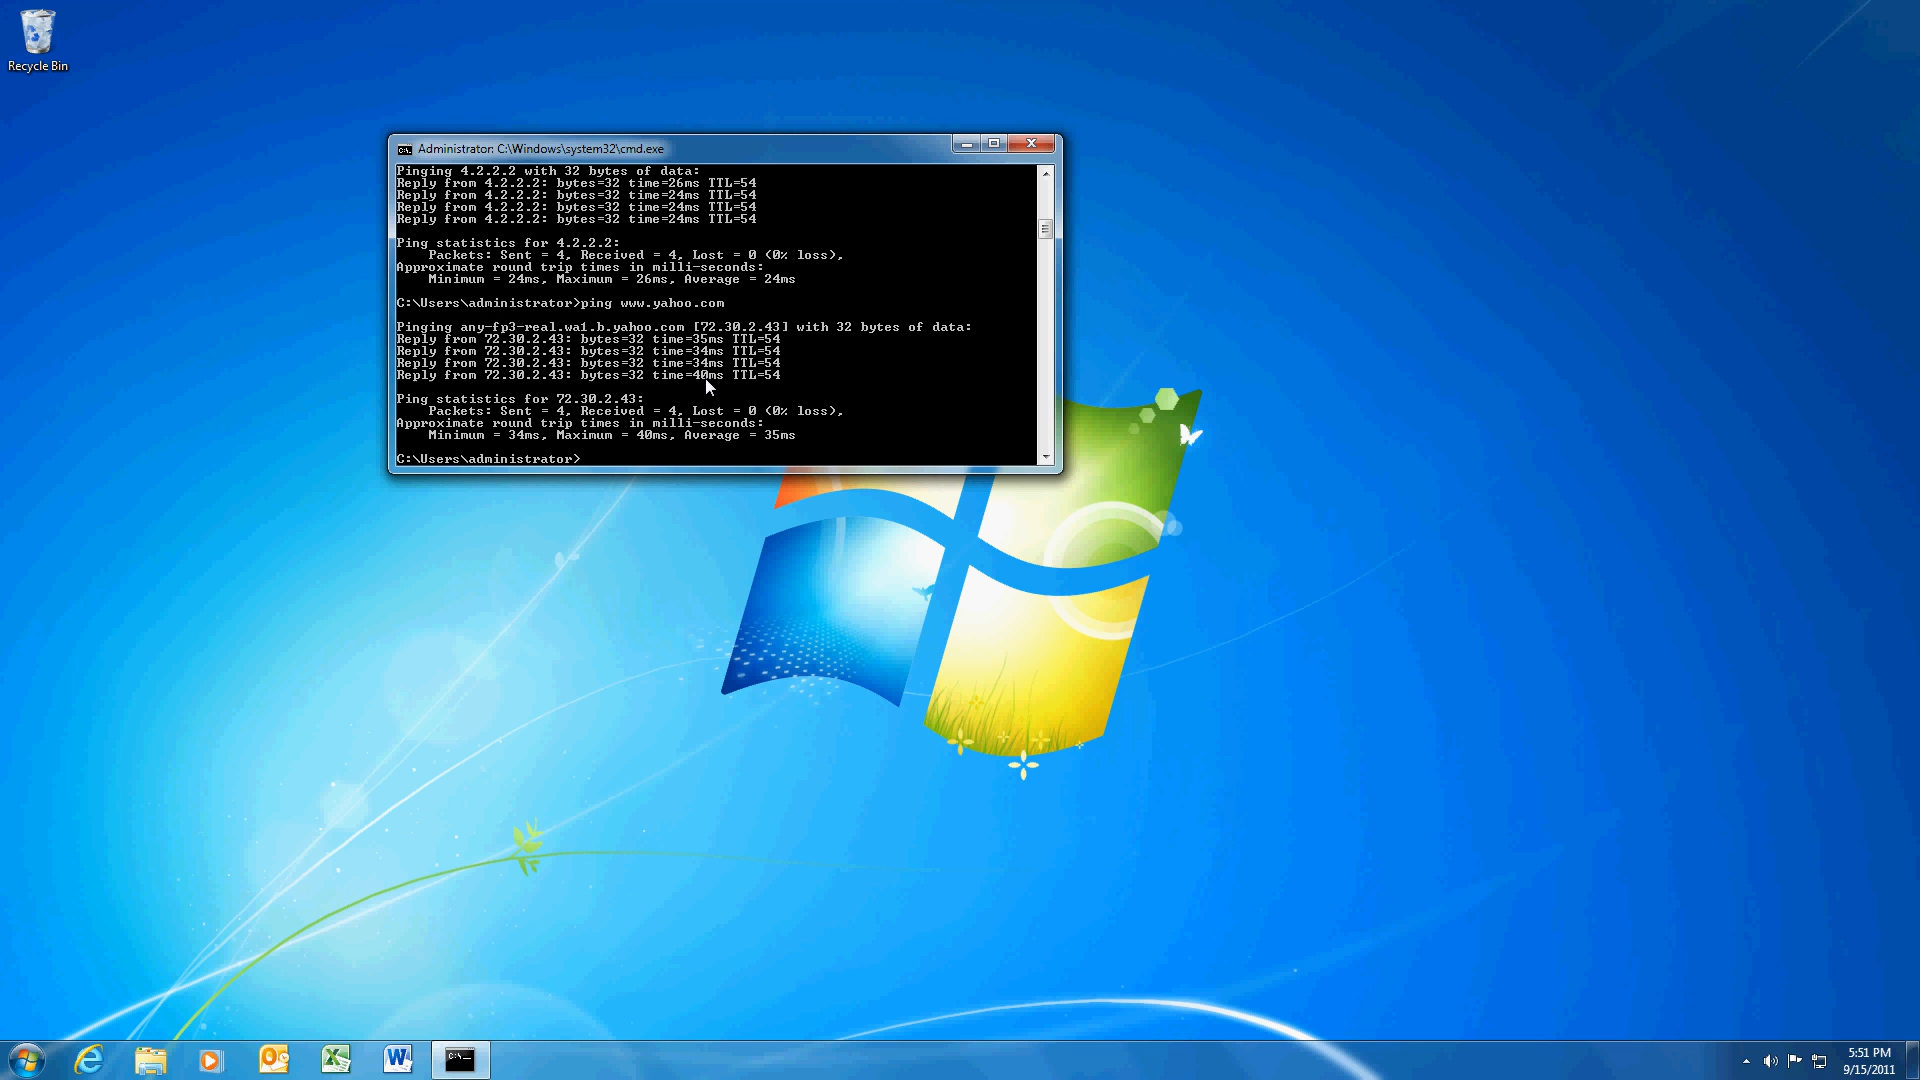 Recycle Bin
Administrator: C:\Windows\system32\cmd.exe
Pinging 4.2.2.2 with 32 bytes of data:
Reply from 4.2.2.2: bytes=32 time=26ms TTL=54
Reply from 4.2.2.2: bytes=32 time=24ms TTL=54
Reply from 4.2.2.2: bytes=32 time=24ms TTL=54
Reply from 4.2.2.2: bytes=32 time=24ms TTL=54
Ping statistics for 4.2.2.2:
Packets: Sent = 4, Received = 4, Lost = 0 (0% loss),
Approximate round trip times in milli-seconds:
Minimum = 24ms, Maximum = 26ms, Average = 24ms
C:\Users\administrator>ping www.yahoo.com
Pinging any-fp3-real.wa1.b.yahoo.com [72.30.2.43] with 32 bytes of data:
Reply from 72.30.2.43: bytes=32 time=35ms TTL=54
Reply from 72.30.2.43: bytes=32 time=34ms TTL=54
Reply from 72.30.2.43: bytes=32 time=34ms TTL=54
Reply from 72.30.2.43: bytes=32 time=40ms TTL=54
Ping statistics for 72.30.2.43:
Packets: Sent = 4, Received = 4, Lost = 0 (0% loss),
Approximate round trip times in milli-seconds:
Minimum = 34ms, Maximum = 40ms, Average = 35ms
C:\Users\administrator>
5:51 PM
9/15/2011